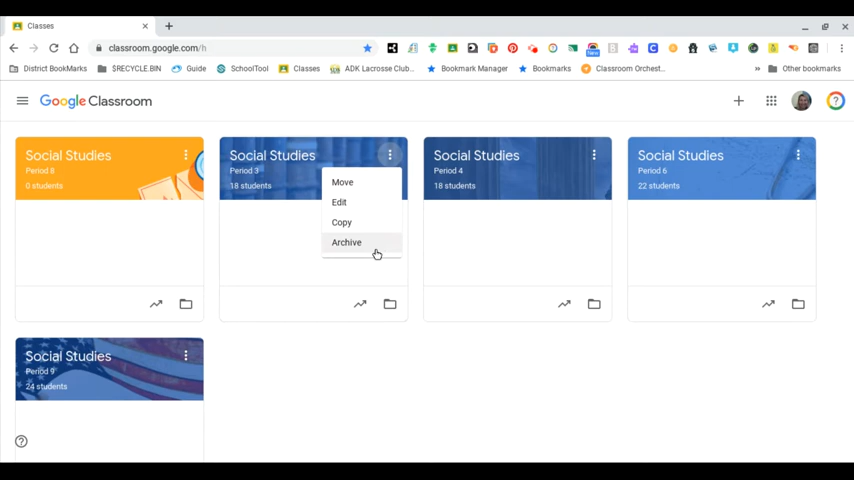 Classes
classroom.google.com/h
New
District BookMarks
$RECYCLE.BIN
Guide
SchoolTool
Classes
ADK Lacrosse Club...
Bookmark Manager
Bookmarks
Classroom Orchest...
Other bookmarks
Google Classroom
Social Studies
Period 8
0 students
Social Studies
Period 3
18 students
Move
Edit
Copy
Archive
Social Studies
Period 4
18 students
Social Studies
Period 6
22 students
Social Studies
Period 9
24 students